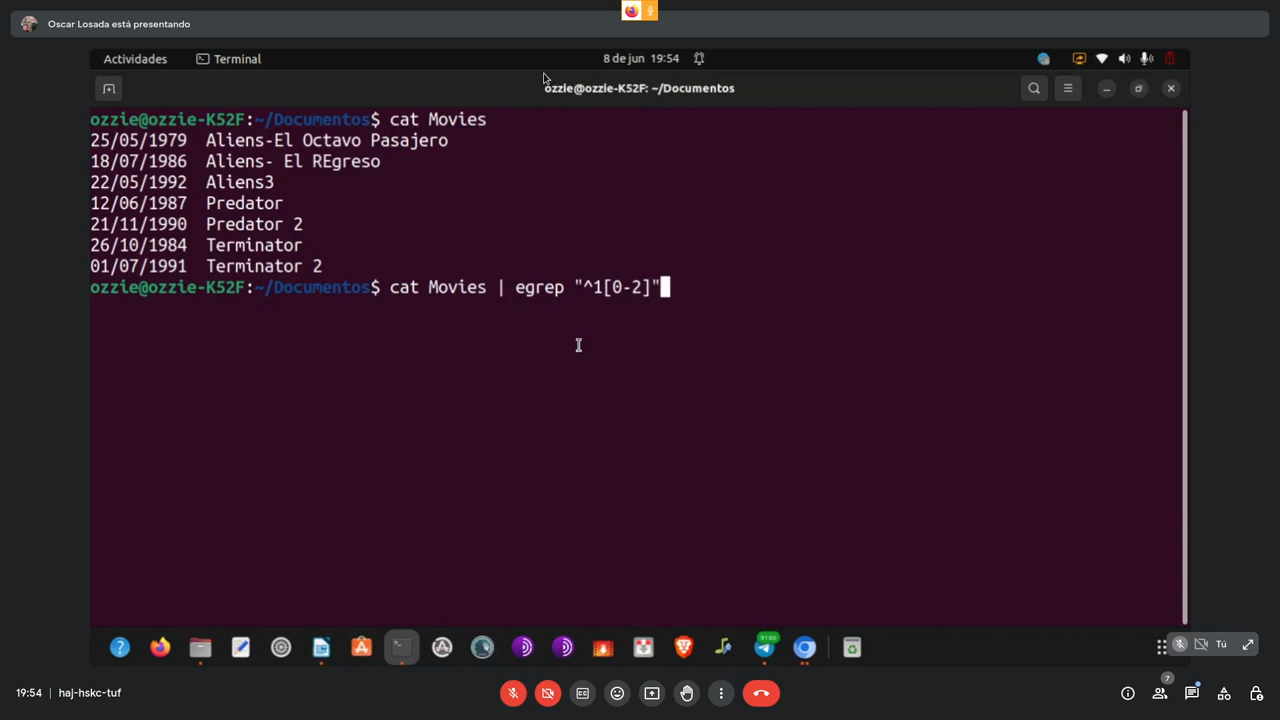 Oscar Losada está presentando
Actividades
Terminal
8 de jun 19:54
ozzie@ozzie-K52F: ~/Documentos
ozzie@ozzie-K52F:~/Documentos$ cat Movies
25/05/1979  Aliens-El Octavo Pasajero
18/07/1986  Aliens- El REgreso
22/05/1992  Aliens3
12/06/1987  Predator
21/11/1990  Predator 2
26/10/1984  Terminator
01/07/1991  Terminator 2
ozzie@ozzie-K52F:~/Documentos$ cat Movies | egrep "^1[0-2]"
Tú
19:54
haj-hskc-tuf
7